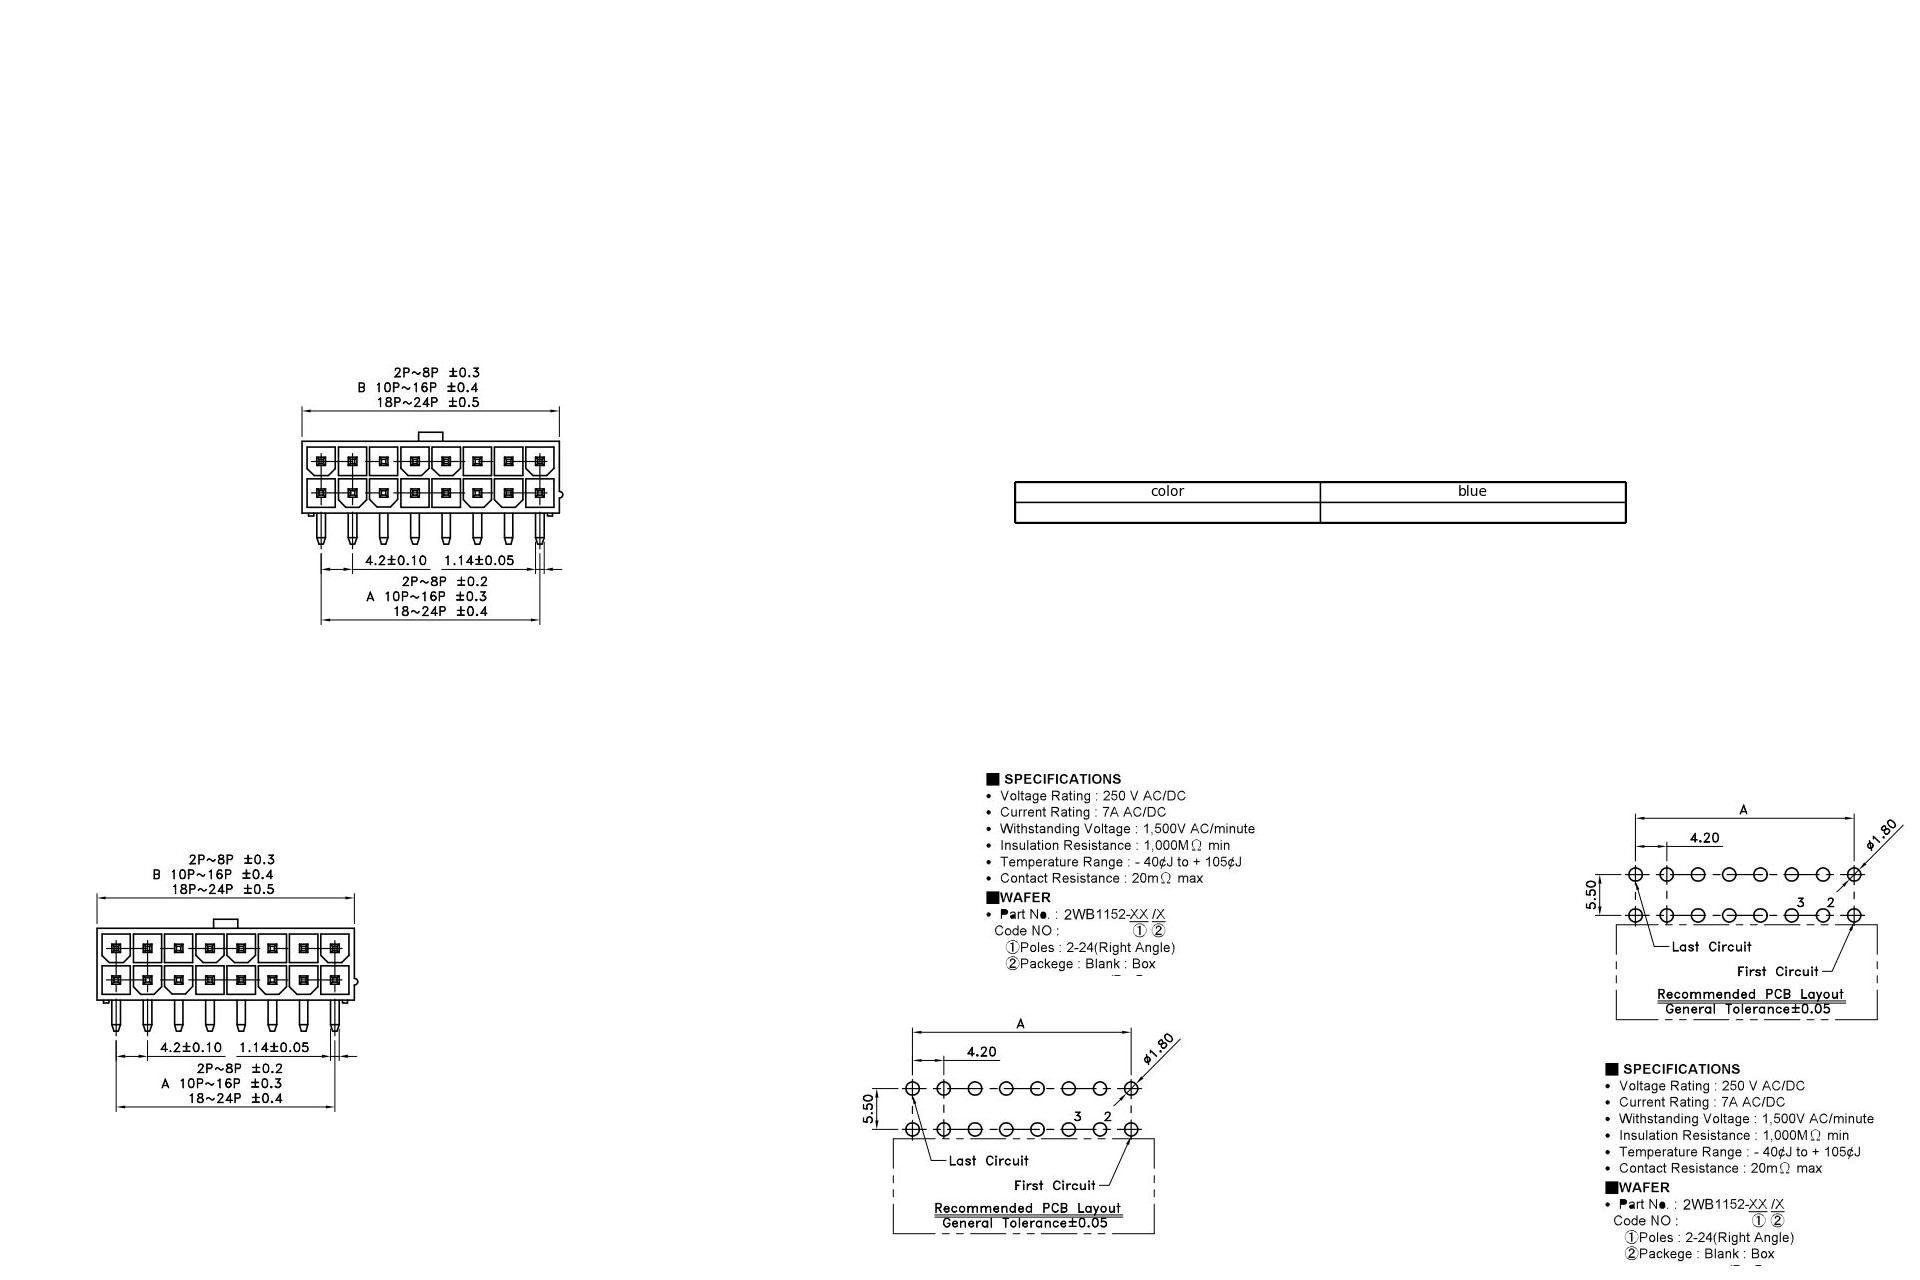 2P~8P ±0.3
B 10P~16P ±0.4
18P~24P ±0.5
4.2±0.10 1.14±0.05
2P~8P ±0.2
A 10P~16P ±0.3
18~24P ±0.4
color blue
2P~8P ±0.3
B 10P~16P ±0.4
18P~24P ±0.5
4.2±0.10 1.14±0.05
2P~8P ±0.2
A 10P~16P ±0.3
18~24P ±0.4
■ SPECIFICATIONS
• Voltage Rating : 250 V AC/DC
• Current Rating : 7A AC/DC
• Withstanding Voltage : 1,500V AC/minute
• Insulation Resistance : 1,000MΩ min
• Temperature Range : - 40¢J to + 105¢J
• Contact Resistance : 20mΩ max
■WAFER
• Part No. : 2WB1152-XX /X
Code NO : ① ②
①Poles : 2-24(Right Angle)
②Packege : Blank : Box
A
4.20
ø1.80
5.50
3 2
Last Circuit
First Circuit
Recommended PCB Layout
General Tolerance±0.05
A
4.20
ø1.80
5.50
3 2
Last Circuit
First Circuit
Recommended PCB Layout
General Tolerance±0.05
■ SPECIFICATIONS
• Voltage Rating : 250 V AC/DC
• Current Rating : 7A AC/DC
• Withstanding Voltage : 1,500V AC/minute
• Insulation Resistance : 1,000MΩ min
• Temperature Range : - 40¢J to + 105¢J
• Contact Resistance : 20mΩ max
■WAFER
• Part No. : 2WB1152-XX /X
Code NO : ① ②
①Poles : 2-24(Right Angle)
②Packege : Blank : Box